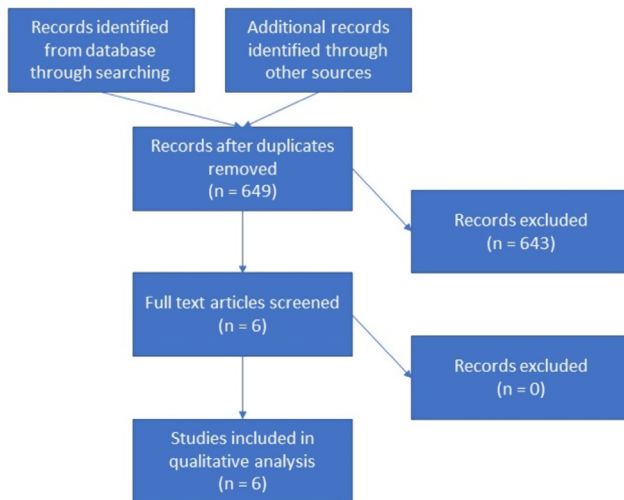 Records identified
from database
through searching
Additional records
identified through
other sources
Records after duplicates
removed
(n = 649)
Records excluded
(n = 643)
Full text articles screened
(n = 6)
Records excluded
(n = 0)
Studies included in
qualitative analysis
(n = 6)